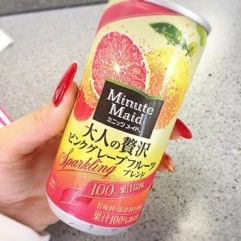 Minute
Maid
ミニッツ メイド
大人の贅沢
ピンクグレープフルーツ
ブレンド
Sparkling
100%
果汁100%